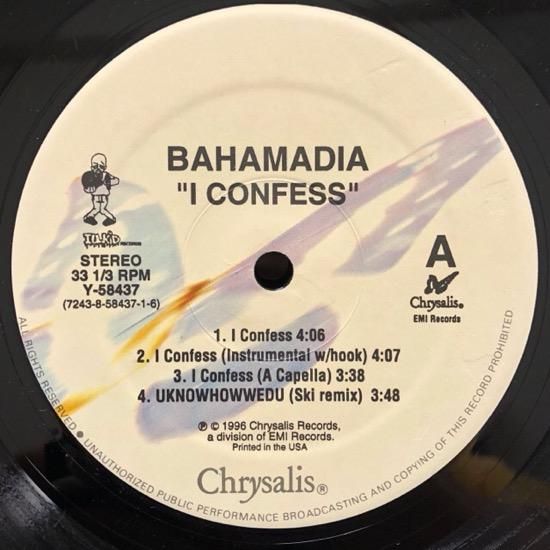 BAHAMADIA
"I CONFESS"
ILL KID RECORDS
STEREO
33 1/3 RPM
Y-58437
(7243-8-58437-1-6)
A
Chrysalis®
EMI Records
1. I Confess 4:06
2. I Confess (Instrumental w/hook) 4:07
3. I Confess (A Capella) 3:38
4. UKNOWHOWWEDU (Ski remix) 3:48
℗ © 1996 Chrysalis Records,
a division of EMI Records.
Printed in the USA
Chrysalis®
ALL RIGHTS RESERVED • UNAUTHORIZED PUBLIC PERFORMANCE BROADCASTING AND COPYING OF THIS RECORD PROHIBITED